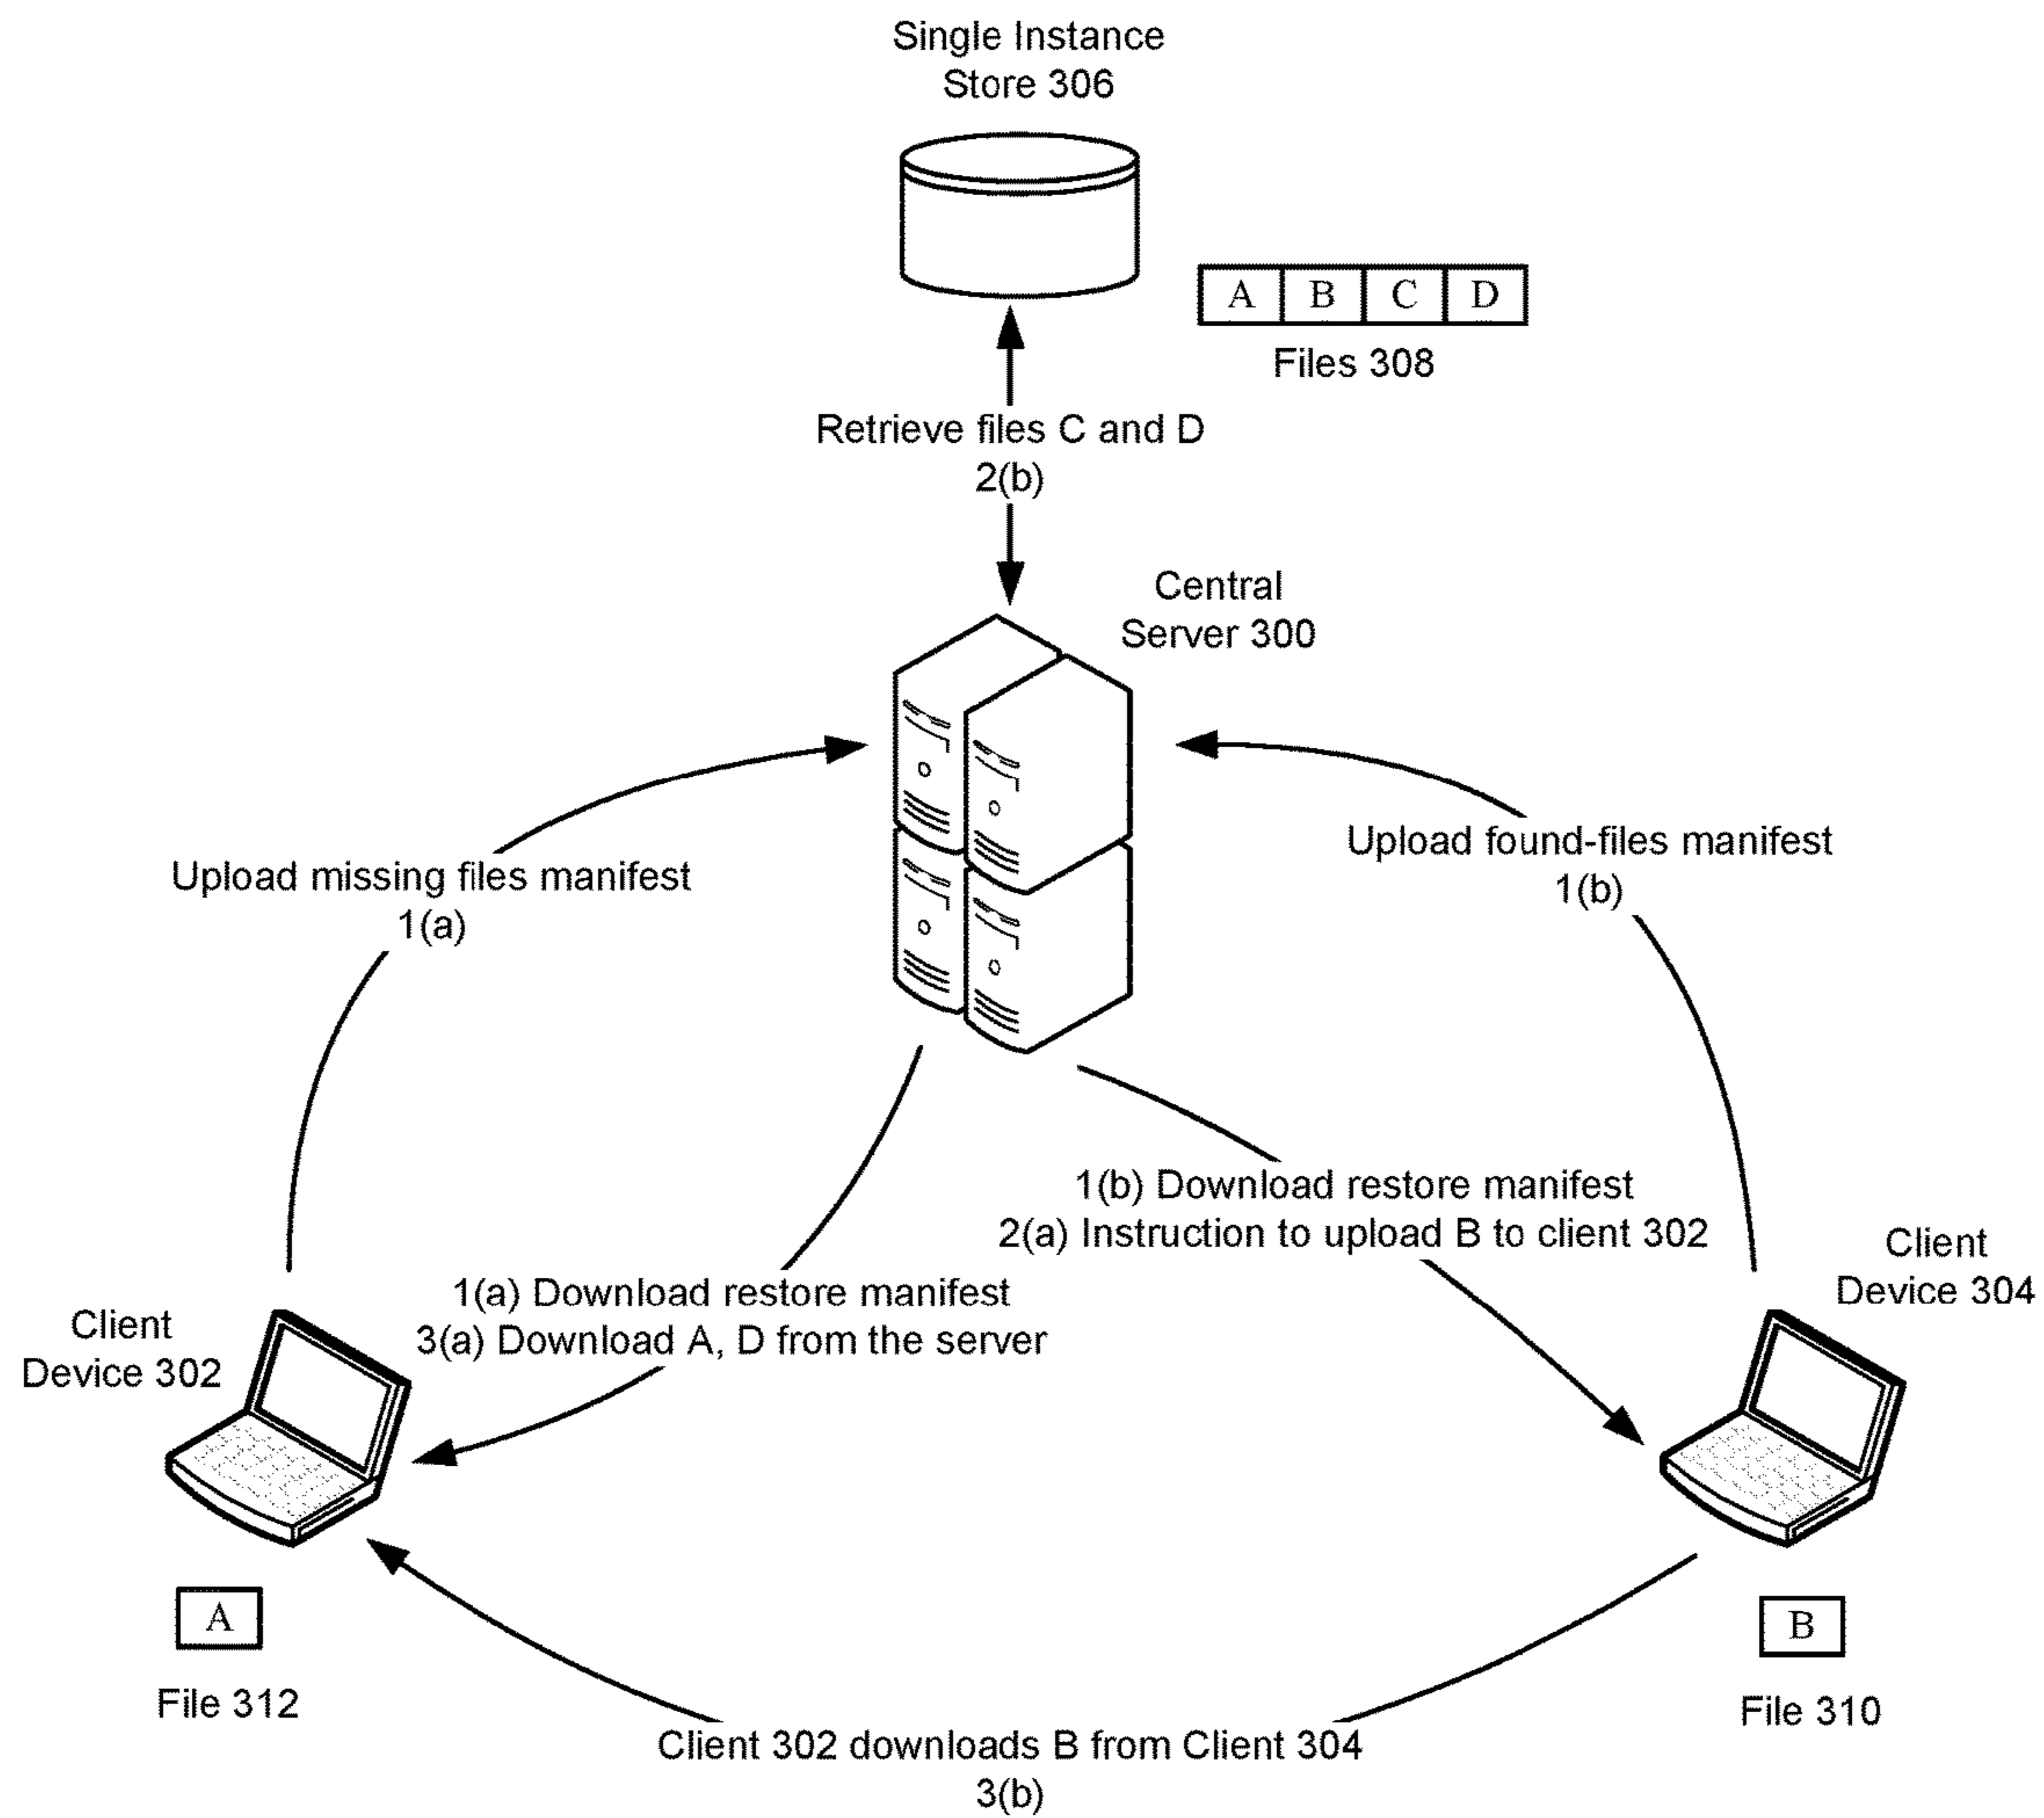 Single Instance
Store 306
A B C D
Files 308
Retrieve files C and D
2(b)
Central
Server 300
Upload missing files manifest
1(a)
Upload found-files manifest
1(b)
1(b) Download restore manifest
2(a) Instruction to upload B to client 302
1(a) Download restore manifest
3(a) Download A, D from the server
Client
Device 302
Client
Device 304
A
File 312
B
File 310
Client 302 downloads B from Client 304
3(b)